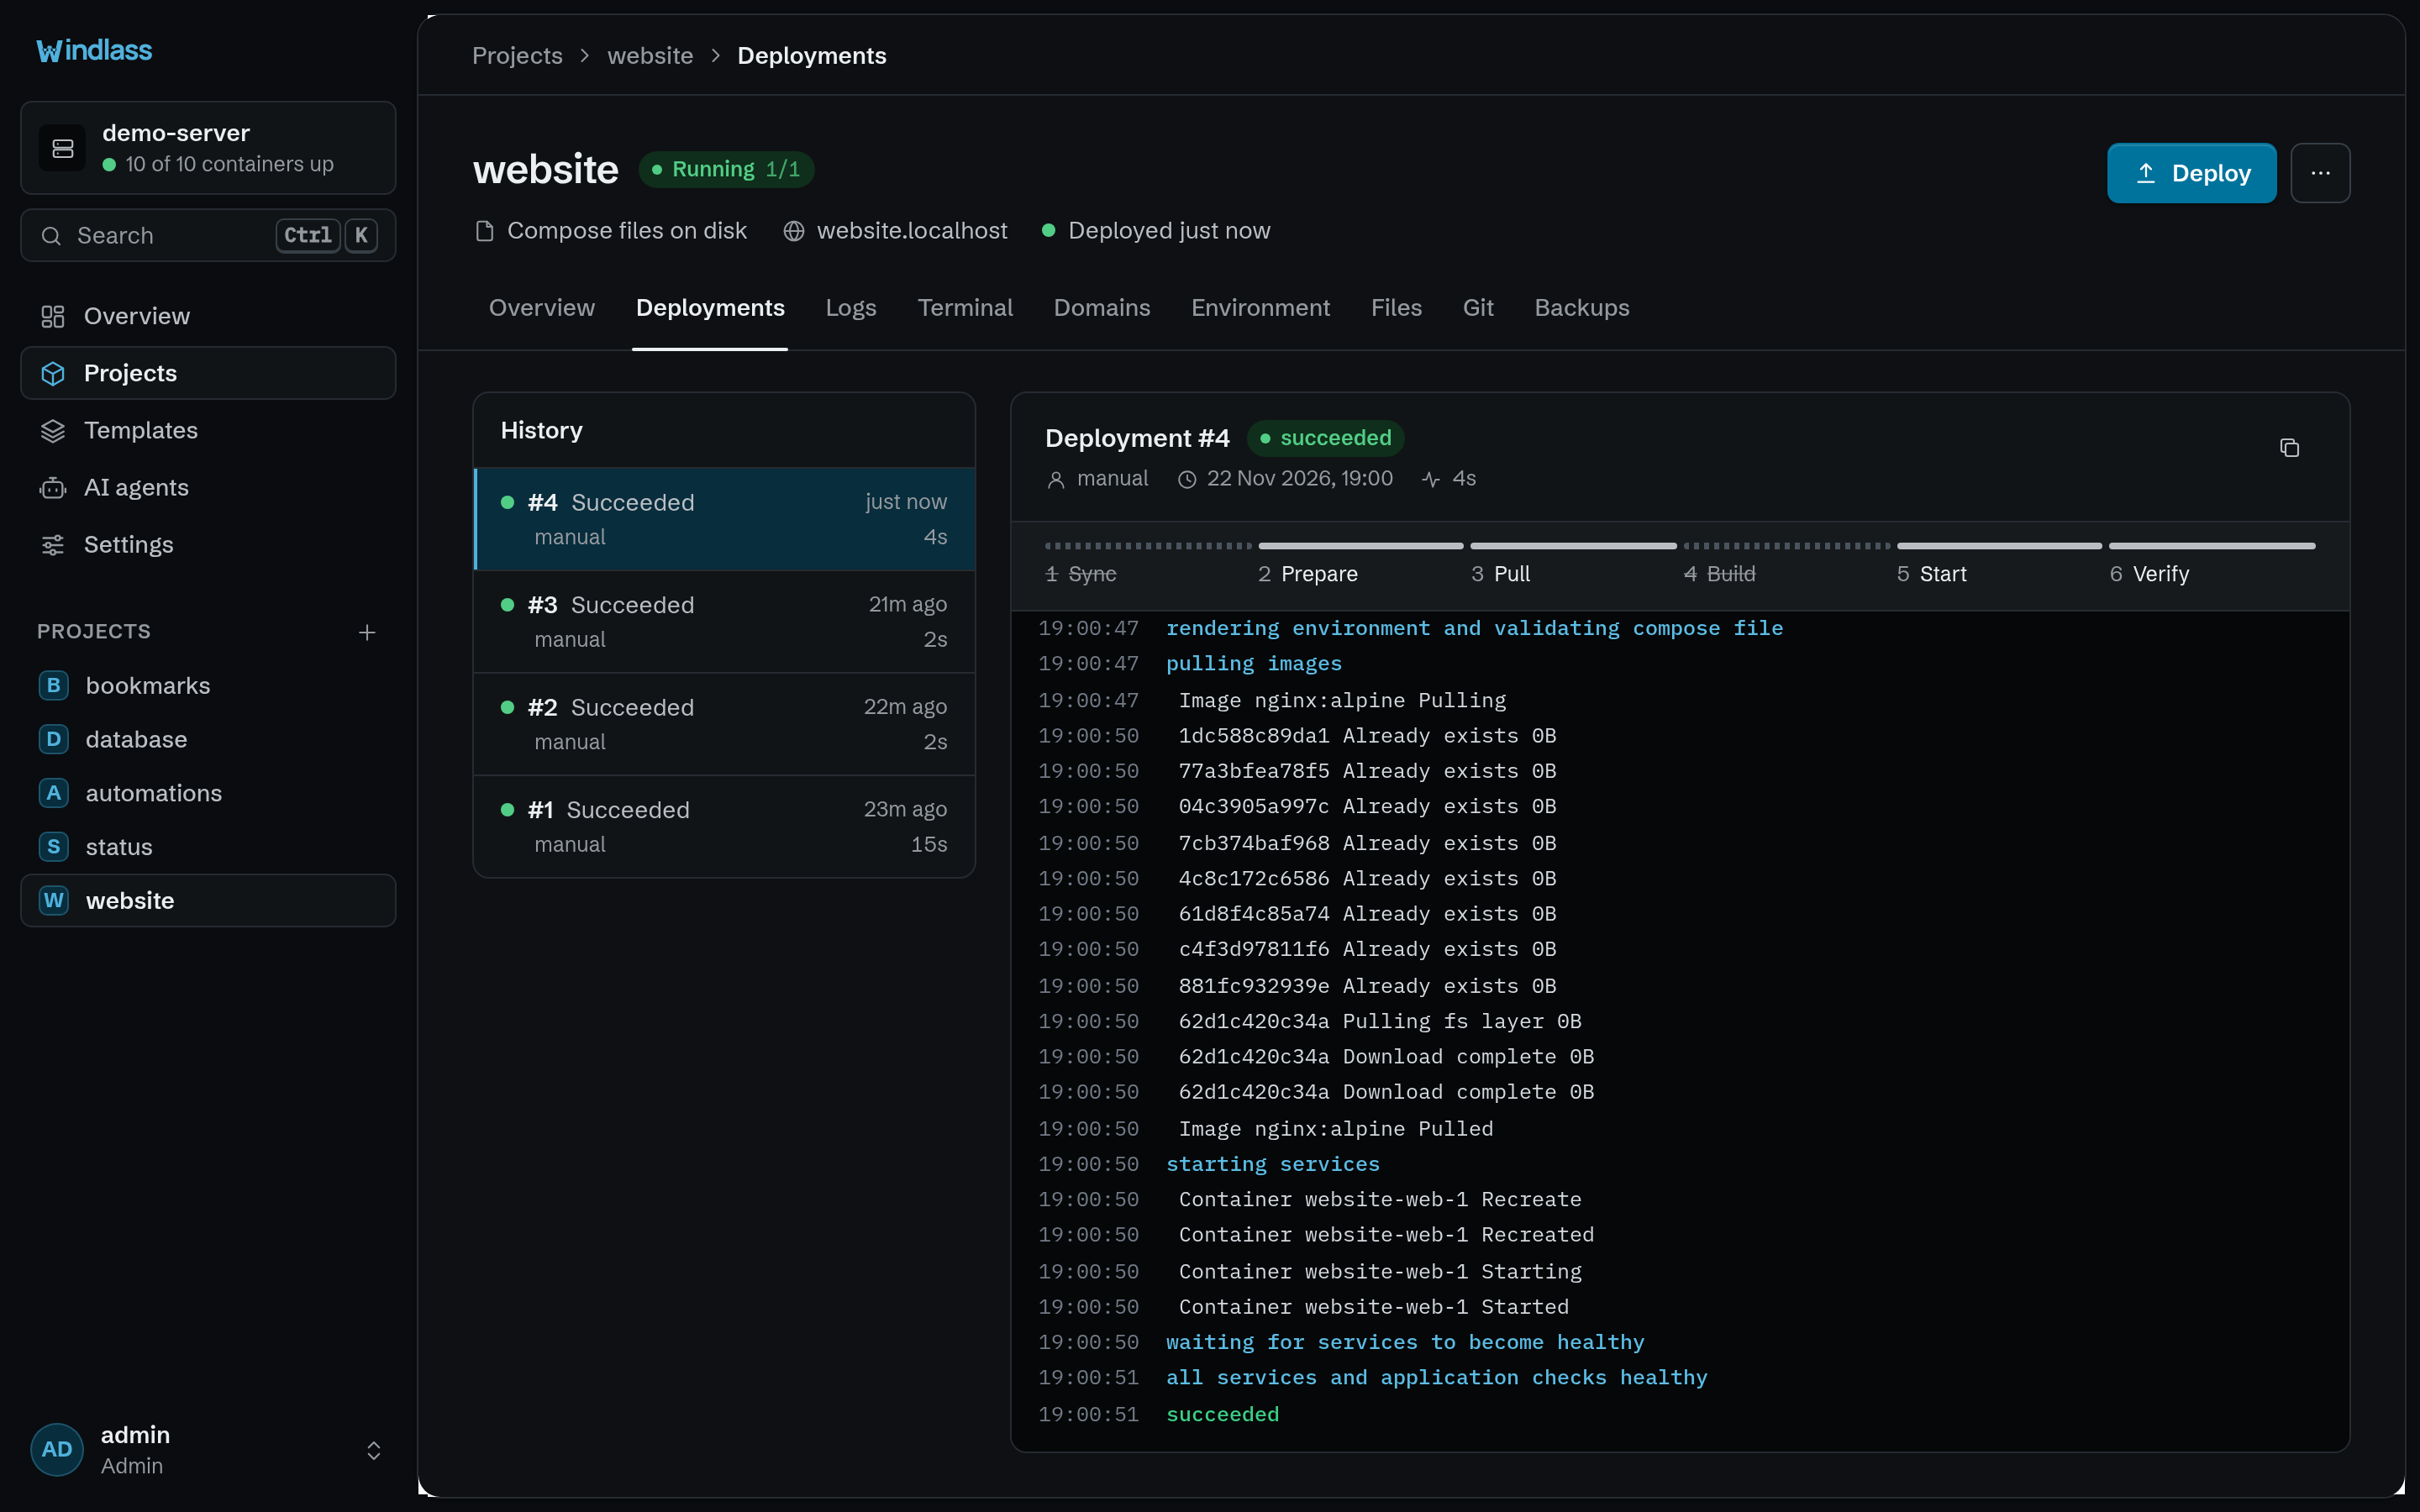 Windlass
demo-server
10 of 10 containers up
Search Ctrl K
Overview
Projects
Templates
AI agents
Settings
PROJECTS
B bookmarks
D database
A automations
S status
W website
AD admin
Admin
Projects > website > Deployments
website Running 1/1
Deploy
Compose files on disk website.localhost Deployed just now
Overview Deployments Logs Terminal Domains Environment Files Git Backups
History
#4 Succeeded just now
manual 4s
#3 Succeeded 21m ago
manual 2s
#2 Succeeded 22m ago
manual 2s
#1 Succeeded 23m ago
manual 15s
Deployment #4 succeeded
manual 22 Nov 2026, 19:00 4s
1 Sync 2 Prepare 3 Pull 4 Build 5 Start 6 Verify
19:00:47 rendering environment and validating compose file
19:00:47 pulling images
19:00:47 Image nginx:alpine Pulling
19:00:50 1dc588c89da1 Already exists 0B
19:00:50 77a3bfea78f5 Already exists 0B
19:00:50 04c3905a997c Already exists 0B
19:00:50 7cb374baf968 Already exists 0B
19:00:50 4c8c172c6586 Already exists 0B
19:00:50 61d8f4c85a74 Already exists 0B
19:00:50 c4f3d97811f6 Already exists 0B
19:00:50 881fc932939e Already exists 0B
19:00:50 62d1c420c34a Pulling fs layer 0B
19:00:50 62d1c420c34a Download complete 0B
19:00:50 62d1c420c34a Download complete 0B
19:00:50 Image nginx:alpine Pulled
19:00:50 starting services
19:00:50 Container website-web-1 Recreate
19:00:50 Container website-web-1 Recreated
19:00:50 Container website-web-1 Starting
19:00:50 Container website-web-1 Started
19:00:50 waiting for services to become healthy
19:00:51 all services and application checks healthy
19:00:51 succeeded